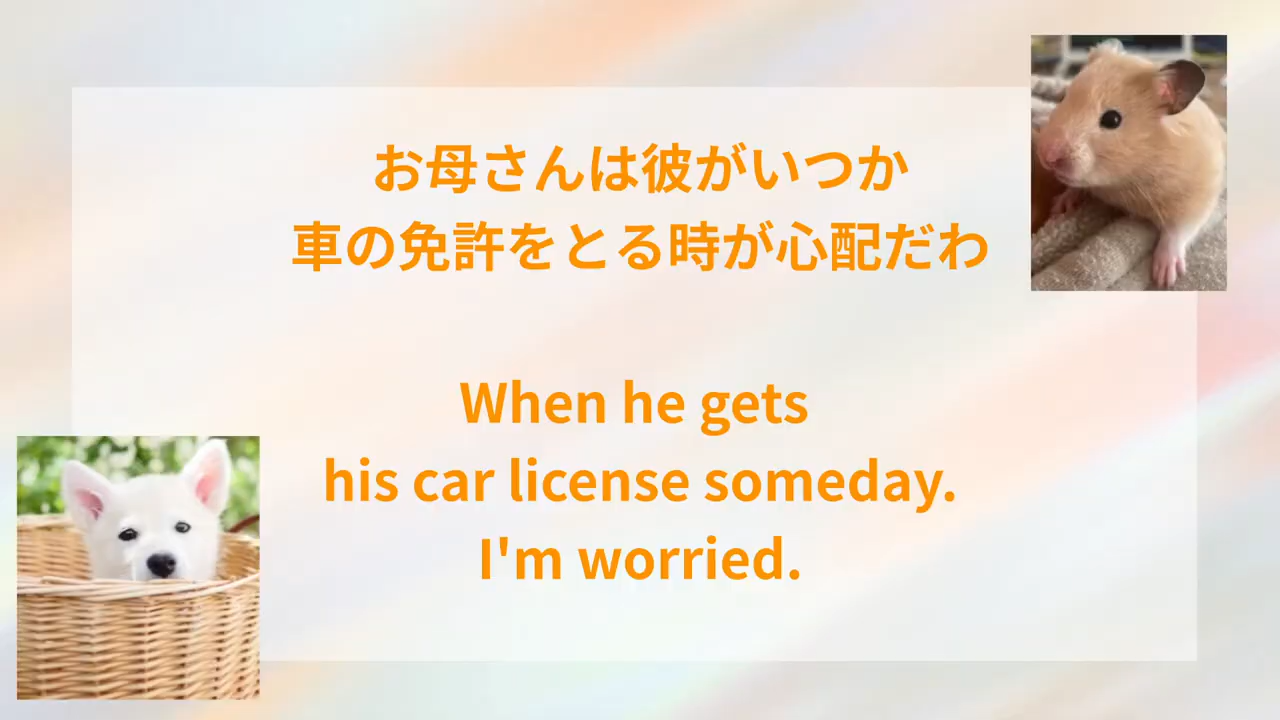 お母さんは彼がいつか
車の免許をとる時が心配だわ
When he gets
his car license someday.
I'm worried.